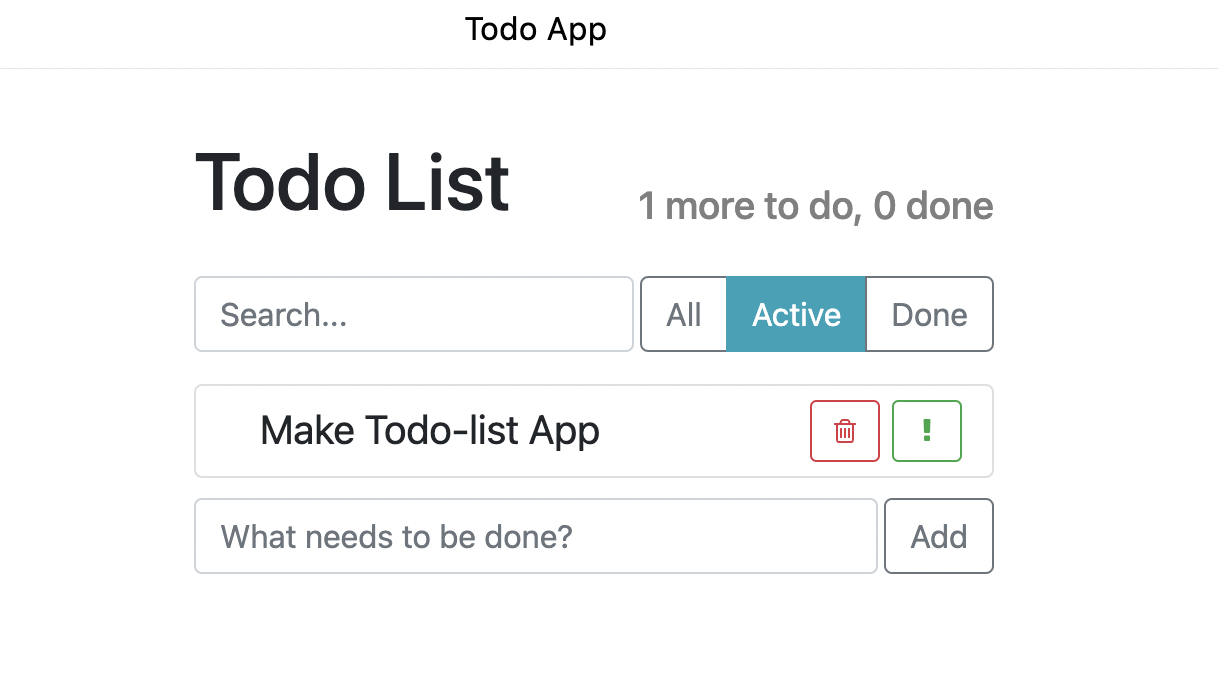 Todo App
Todo List
1 more to do, 0 done
Search...
All
Active
Done
Make Todo-list App
!
What needs to be done?
Add